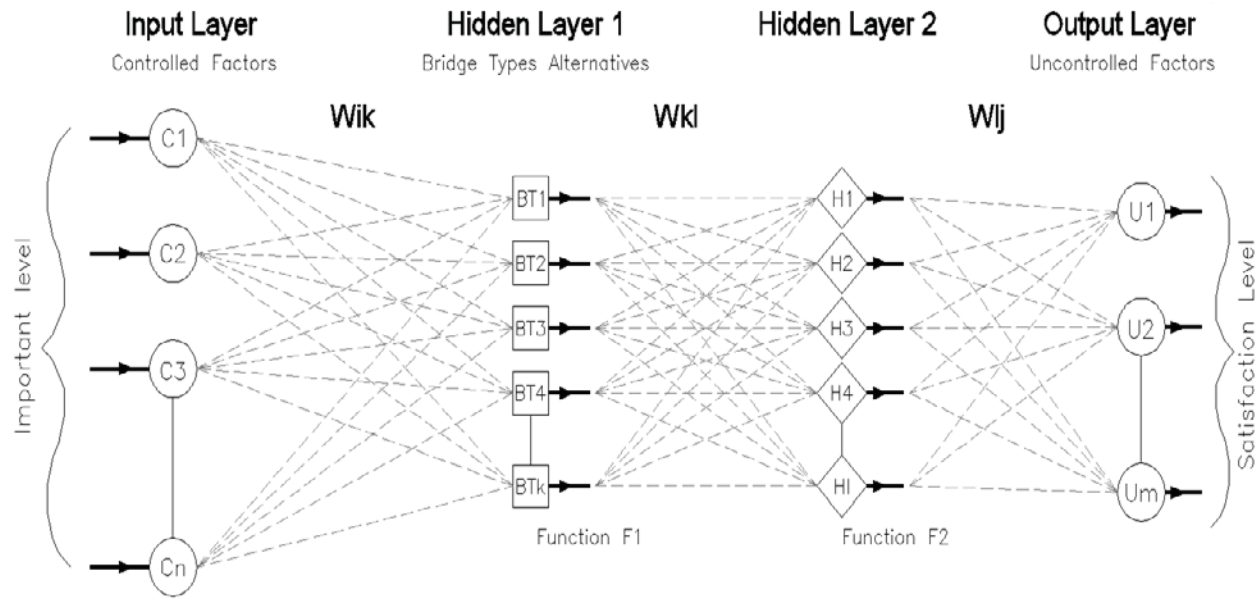 Input Layer
Hidden Layer 1
Hidden Layer 2
Output Layer
Controlled Factors
Bridge Types Alternatives
Uncontrolled Factors
Wik
Wkl
Wlj
Important level
C1
C2
C3
Cn
BT1
BT2
BT3
BT4
BTk
H1
H2
H3
H4
Hl
U1
U2
Um
Satisfaction Level
Function F1
Function F2